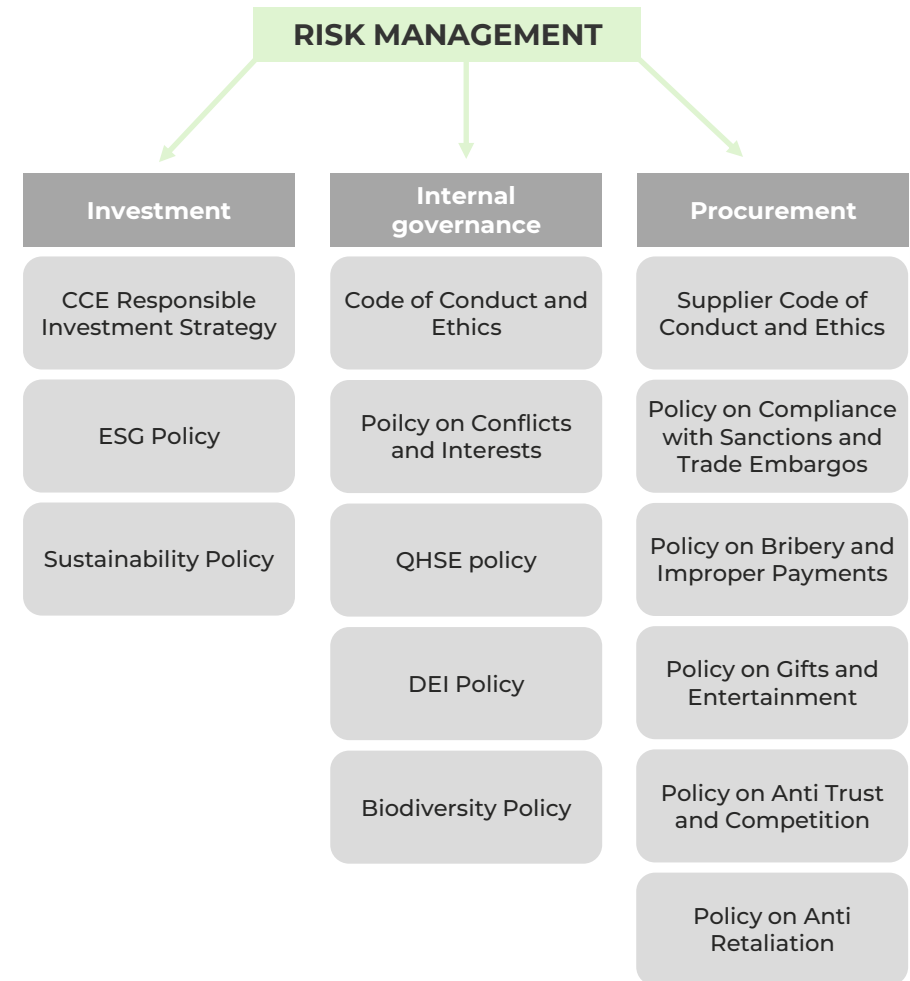 RISK MANAGEMENT
Investment
CCE Responsible
Investment Strategy
ESG Policy
Sustainability Policy
Internal
governance
Code of Conduct and
Ethics
Poilcy on Conflicts
and Interests
QHSE policy
DEI Policy
Biodiversity Policy
Procurement
Supplier Code of
Conduct and Ethics
Policy on Compliance
with Sanctions and
Trade Embargos
Policy on Bribery and
Improper Payments
Policy on Gifts and
Entertainment
Policy on Anti Trust
and Competition
Policy on Anti
Retaliation